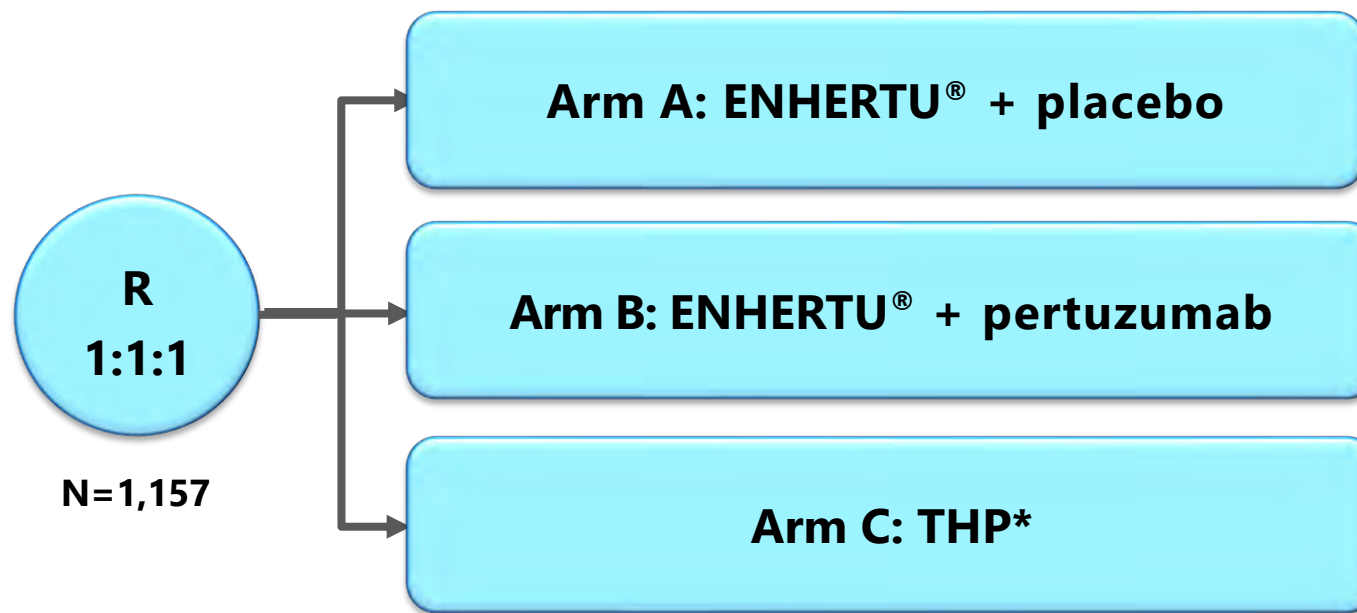 Arm A: ENHERTU® + placebo
R
1:1:1
Arm B: ENHERTU® + pertuzumab
N=1,157
Arm C: THP*